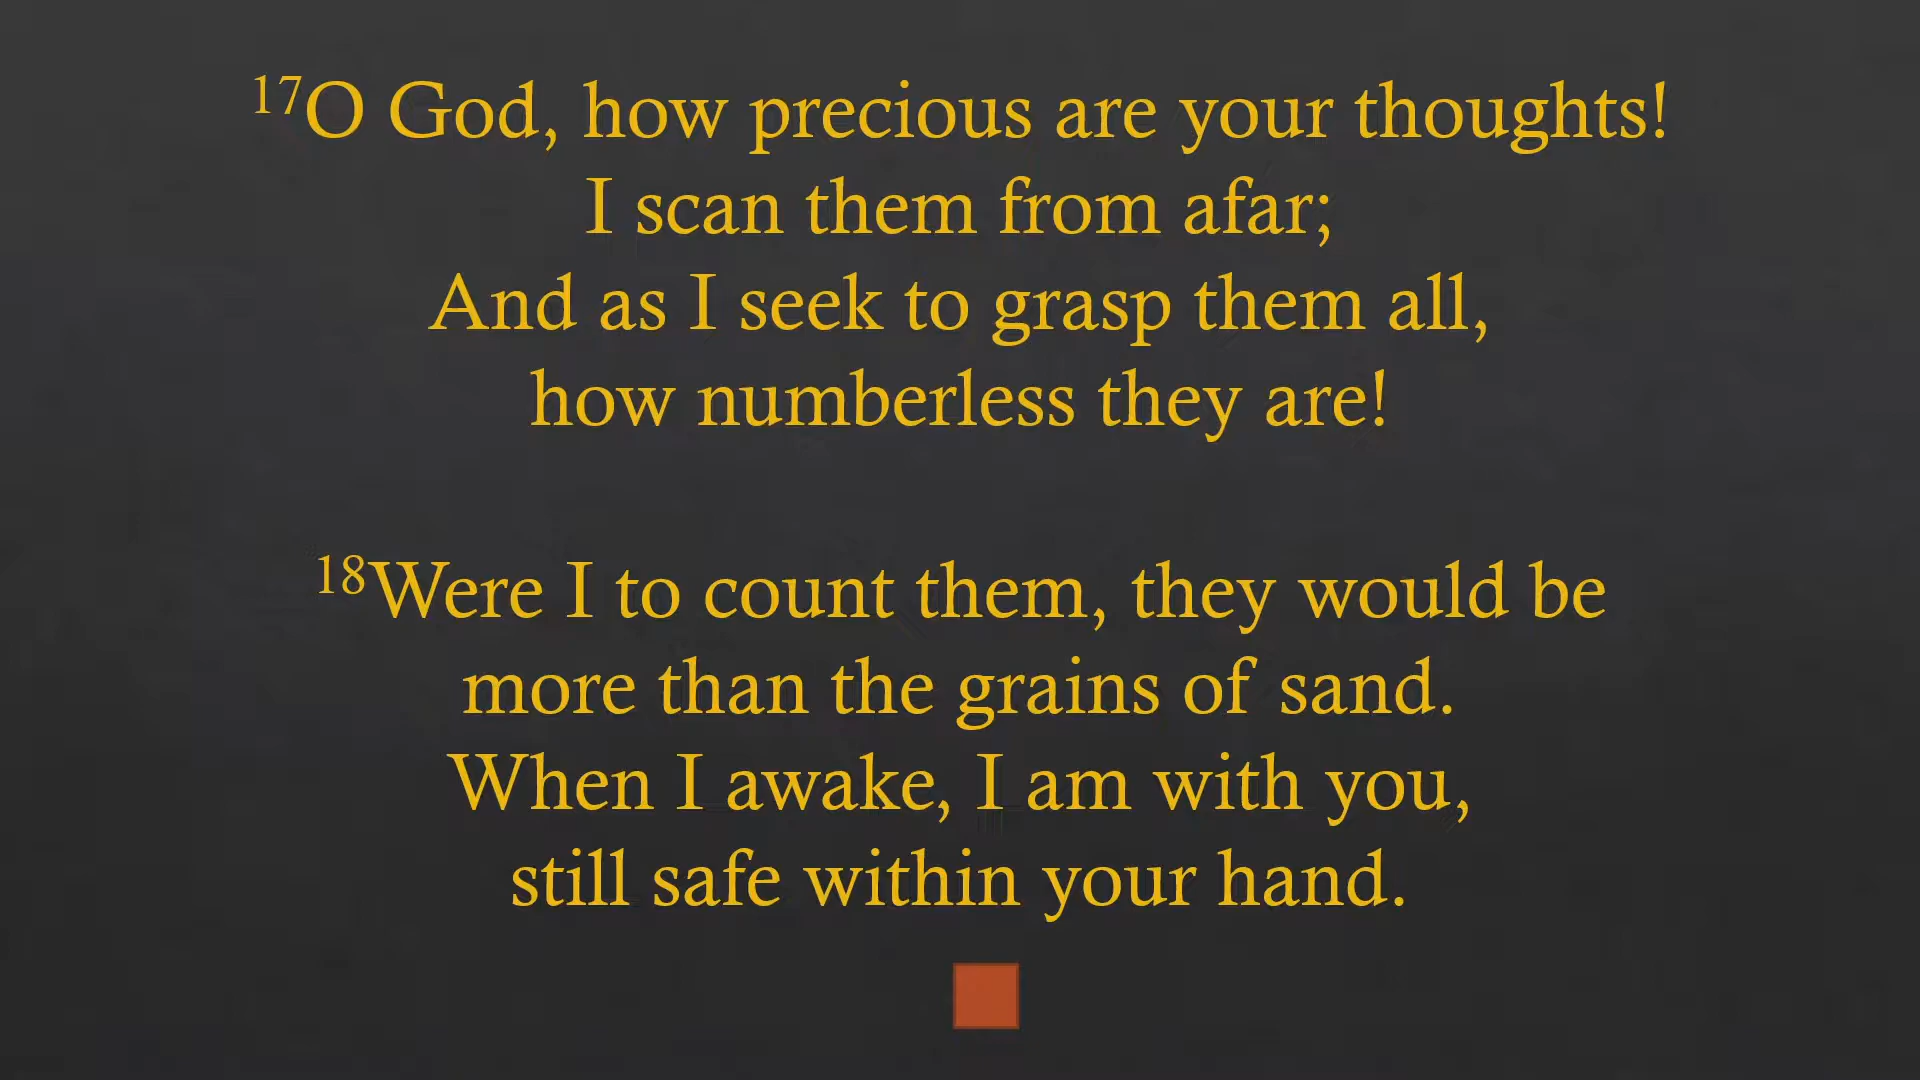 ¹⁷O God, how precious are your thoughts!
I scan them from afar;
And as I seek to grasp them all,
how numberless they are!
¹⁸Were I to count them, they would be
more than the grains of sand.
When I awake, I am with you,
still safe within your hand.